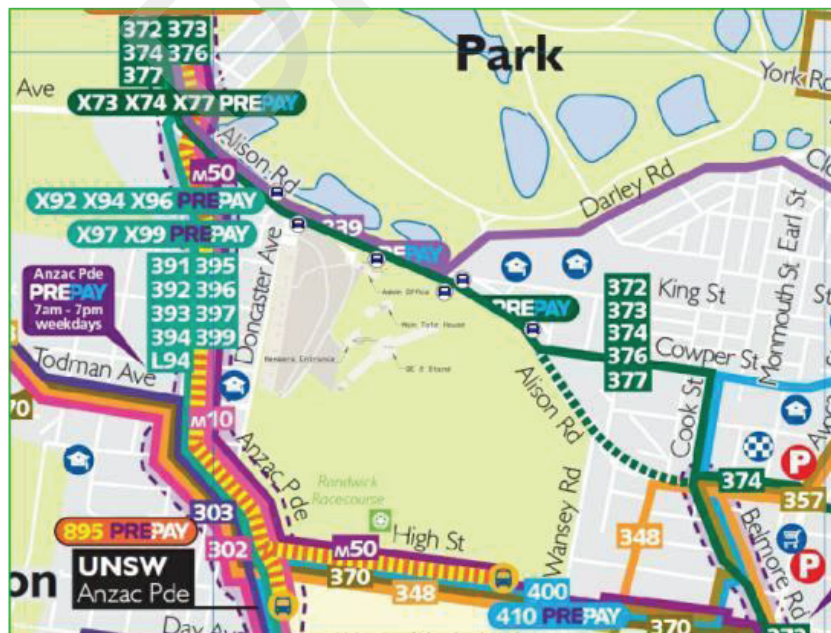 372 373
374 376
377
Ave
X73 X74 X77 PREPAY
Park
York Rd
Alison Rd
M50
X92 X94 X96 PREPAY
X97 X99 PREPAY
Darley Rd
339
PREPAY
Anzac Pde
PREPAY
7am - 7pm
weekdays
391 395
392 396
393 397
394 399
L94
Doncaster Ave
Earl St
Monmouth St
King St
372
373
374
376
377
PREPAY
Cowper St
Todman Ave
70
M10
Alison Rd
Cook St
Anzac Pde
Randwick
Racecourse
374
357
P
303
895 PREPAY
302
High St
M50
Wansey Rd
348
Belmore Rd
P
UNSW
Anzac Pde
on
370
348
400
410 PREPAY
370
Day Ave